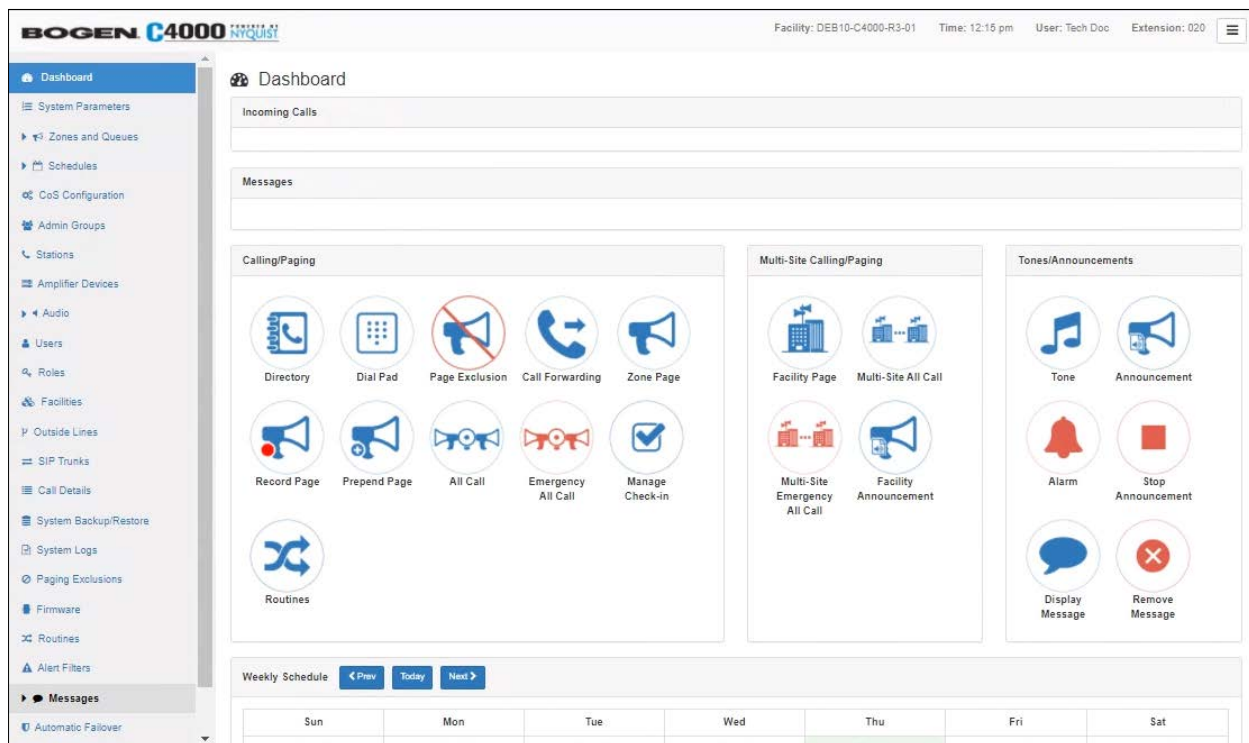 BOGEN C4000 POWERED BY NYQUIST
Facility: DEB10-C4000-R3-01 Time: 12:15 pm User: Tech Doc Extension: 020
Dashboard
System Parameters
Zones and Queues
Schedules
CoS Configuration
Admin Groups
Stations
Amplifier Devices
Audio
Users
Roles
Facilities
Outside Lines
SIP Trunks
Call Details
System Backup/Restore
System Logs
Paging Exclusions
Firmware
Routines
Alert Filters
Messages
Automatic Failover
Dashboard
Incoming Calls
Messages
Calling/Paging
Directory
Dial Pad
Page Exclusion
Call Forwarding
Zone Page
Record Page
Prepend Page
All Call
Emergency
All Call
Manage
Check-in
Routines
Multi-Site Calling/Paging
Facility Page
Multi-Site All Call
Multi-Site
Emergency
All Call
Facility
Announcement
Tones/Announcements
Tone
Announcement
Alarm
Stop
Announcement
Display
Message
Remove
Message
Weekly Schedule Prev Today Next
Sun Mon Tue Wed Thu Fri Sat